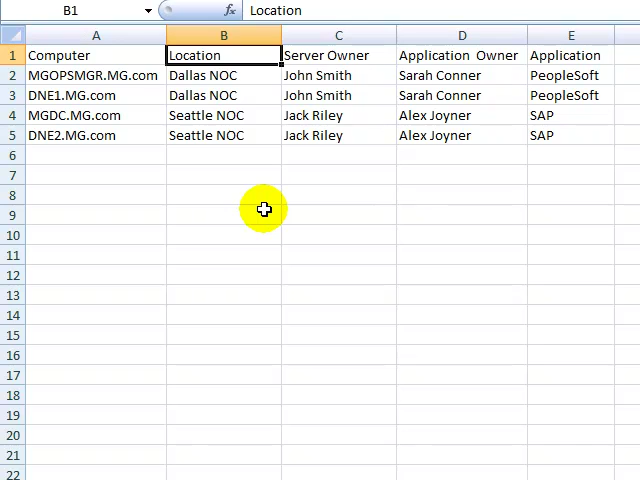 B1 fx Location
A B C D E
1 Computer Location Server Owner Application  Owner Application
2 MGOPSMGR.MG.com Dallas NOC John Smith Sarah Conner PeopleSoft
3 DNE1.MG.com Dallas NOC John Smith Sarah Conner PeopleSoft
4 MGDC.MG.com Seattle NOC Jack Riley Alex Joyner SAP
5 DNE2.MG.com Seattle NOC Jack Riley Alex Joyner SAP
6
7
8
9
10
11
12
13
14
15
16
17
18
19
20
21
22